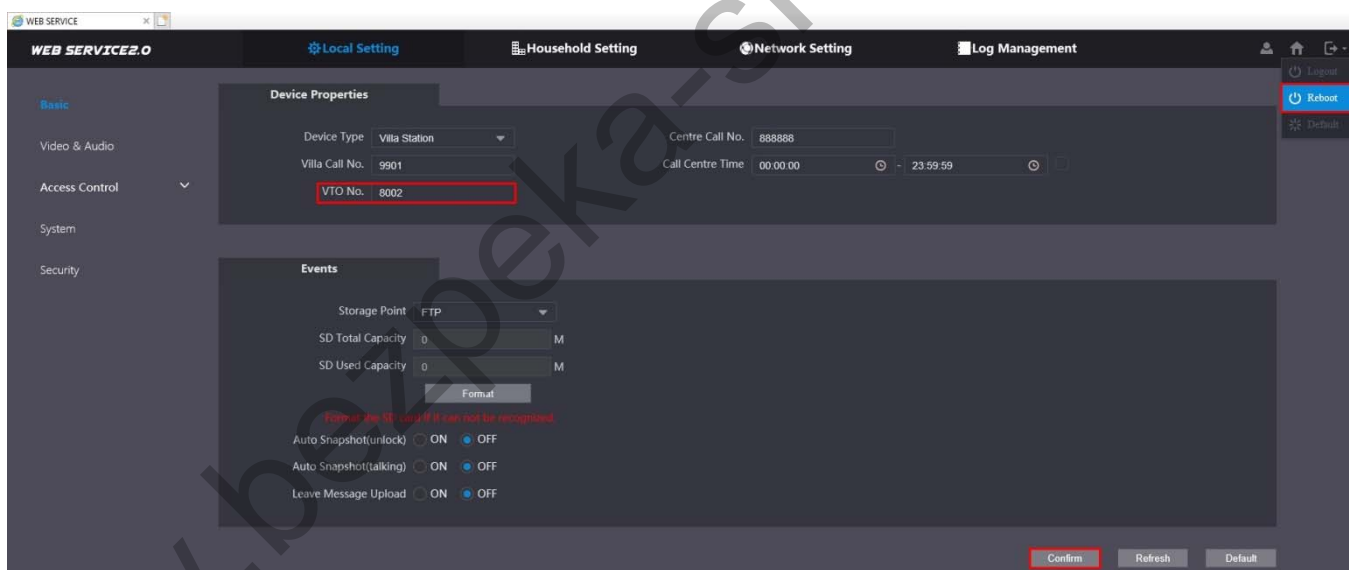 WEB SERVICE
WEB SERVICE2.0 Local Setting Household Setting Network Setting Log Management
Logout
Reboot
Default
Basic
Video & Audio
Access Control
System
Security
Device Properties
Device Type Villa Station Centre Call No. 888888
Villa Call No. 9901 Call Centre Time 00:00:00 - 23:59:59
VTO No. 8002
Events
Storage Point FTP
SD Total Capacity 0 M
SD Used Capacity 0 M
Format
Format the SD card if it can not be recognized.
Auto Snapshot(unlock) ON OFF
Auto Snapshot(talking) ON OFF
Leave Message Upload ON OFF
Confirm Refresh Default
.bezpeka-s